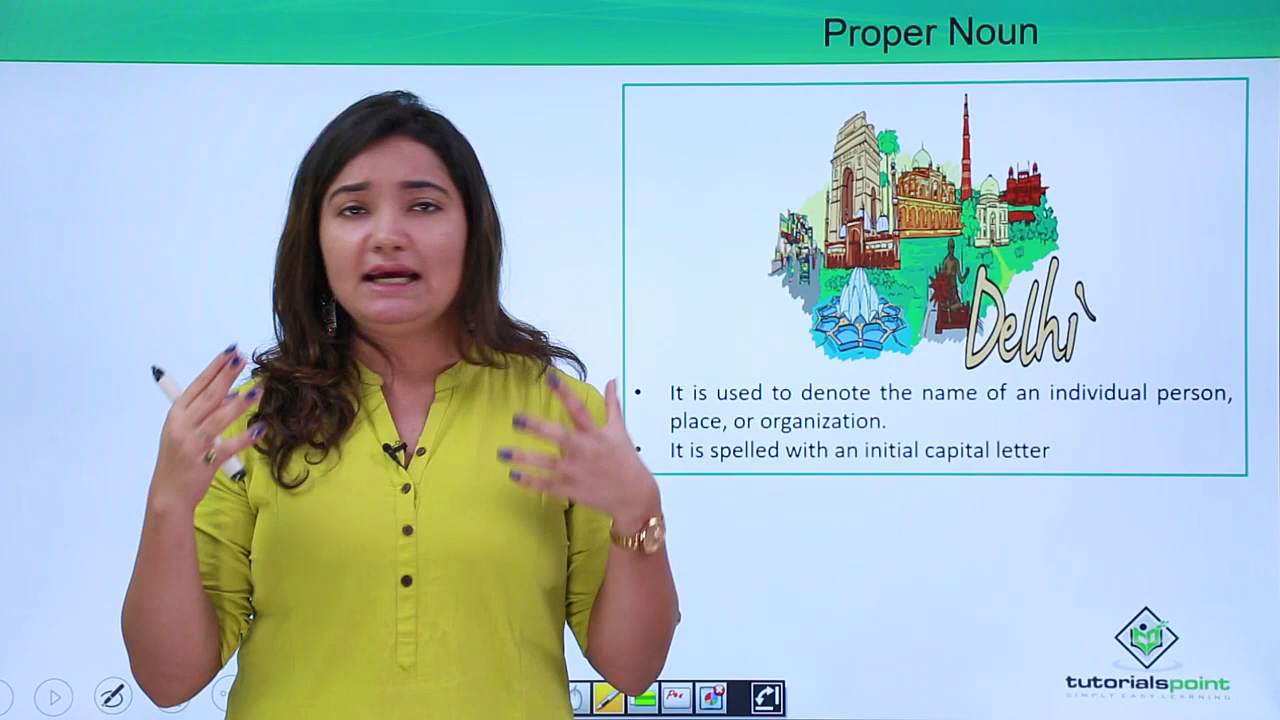 Proper Noun
Delhi
• It is used to denote the name of an individual person,
place, or organization.
• It is spelled with an initial capital letter
tutorialspoint
SIMPLY EASY LEARNING